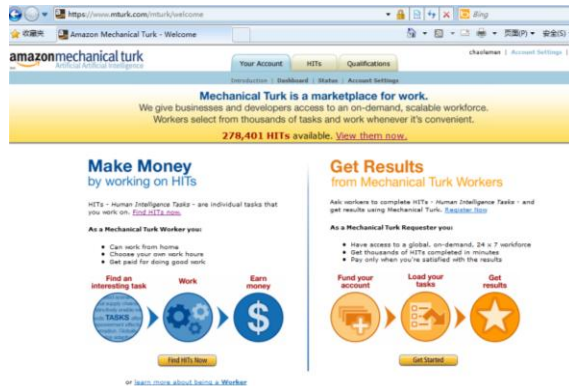 https://www.mturk.com/mturk/welcome
Bing
收藏夹
Amazon Mechanical Turk - Welcome
页面(P)
安全(S)
amazonmechanical turk
Artificial Artificial Intelligence
Your Account
HITs
Qualifications
Account Settings
Introduction | Dashboard | Status | Account Settings
Mechanical Turk is a marketplace for work.
We give businesses and developers access to an on-demand, scalable workforce.
Workers select from thousands of tasks and work whenever it's convenient.
278,401 HITs available. View them now.
Make Money
by working on HITs
HITs - Human Intelligence Tasks - are individual tasks that
you work on. Find HITs now.
As a Mechanical Turk Worker you:
• Can work from home
• Choose your own work hours
• Get paid for doing good work
Find an
interesting task
Work
Earn
money
TASKS
$
Find HITs Now
or learn more about being a Worker
Get Results
from Mechanical Turk Workers
Ask workers to complete HITs - Human Intelligence Tasks - and
get results using Mechanical Turk. Register Now
As a Mechanical Turk Requester you:
• Have access to a global, on-demand, 24 x 7 workforce
• Get thousands of HITs completed in minutes
• Pay only when you're satisfied with the results
Fund your
account
Load your
tasks
Get
results
Get Started